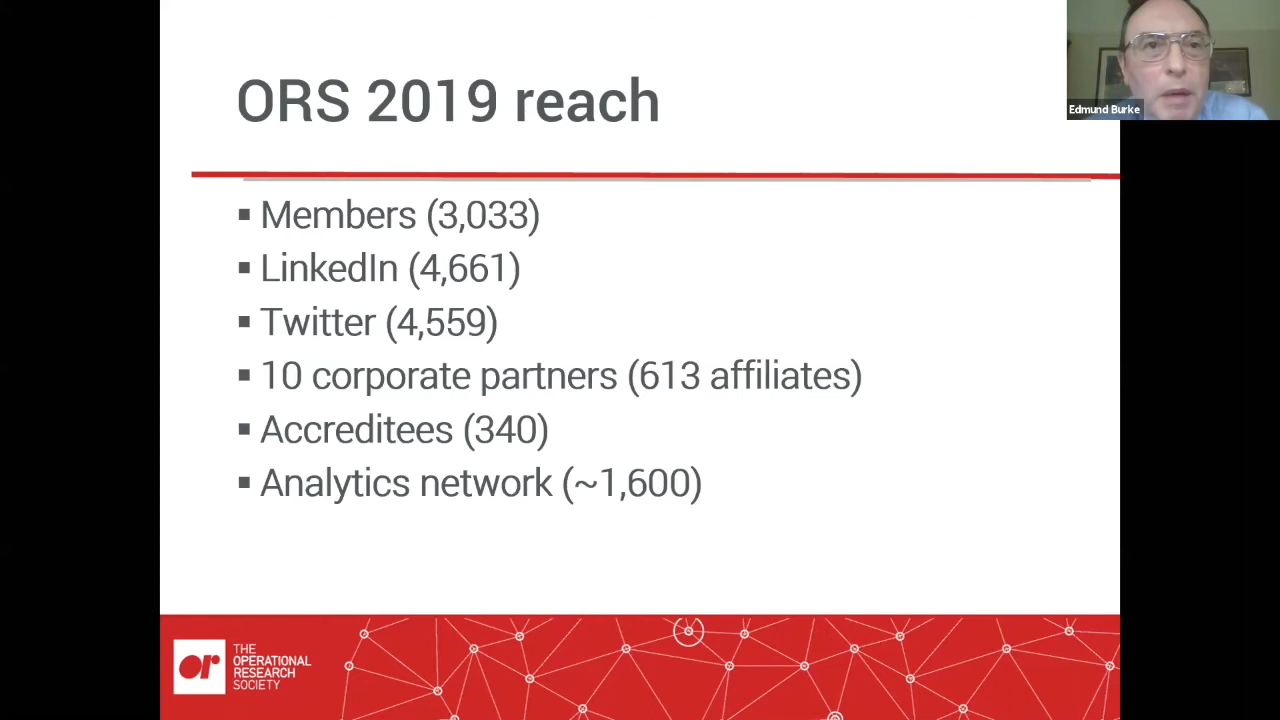 ORS 2019 reach
Edmund Burke
▪ Members (3,033)
▪ LinkedIn (4,661)
▪ Twitter (4,559)
▪ 10 corporate partners (613 affiliates)
▪ Accreditees (340)
▪ Analytics network (~1,600)
or
THE
OPERATIONAL
RESEARCH
SOCIETY